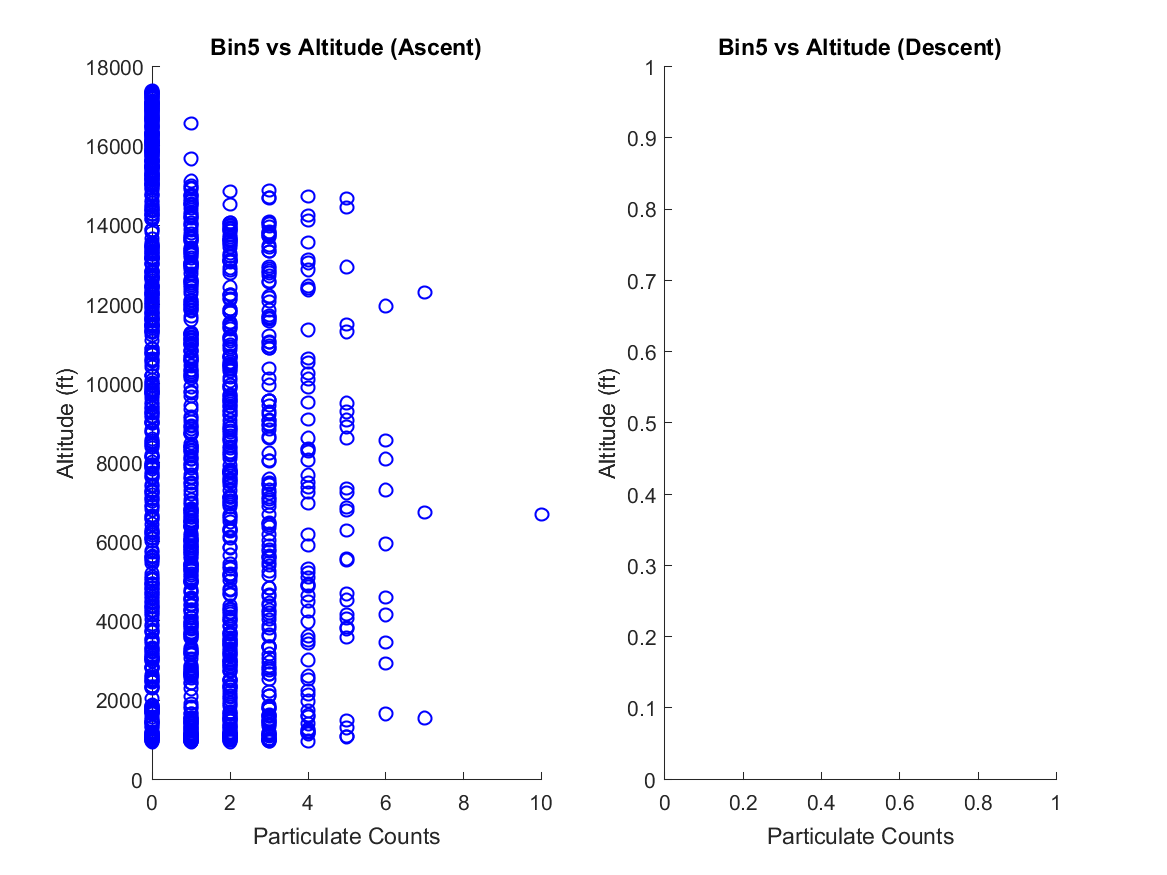 Bin5 vs Altitude (Ascent)
18000
16000
14000
12000
10000
8000
6000
4000
2000
0
Altitude (ft)
0 2 4 6 8 10
Particulate Counts
Bin5 vs Altitude (Descent)
1
0.9
0.8
0.7
0.6
0.5
0.4
0.3
0.2
0.1
0
Altitude (ft)
0 0.2 0.4 0.6 0.8 1
Particulate Counts